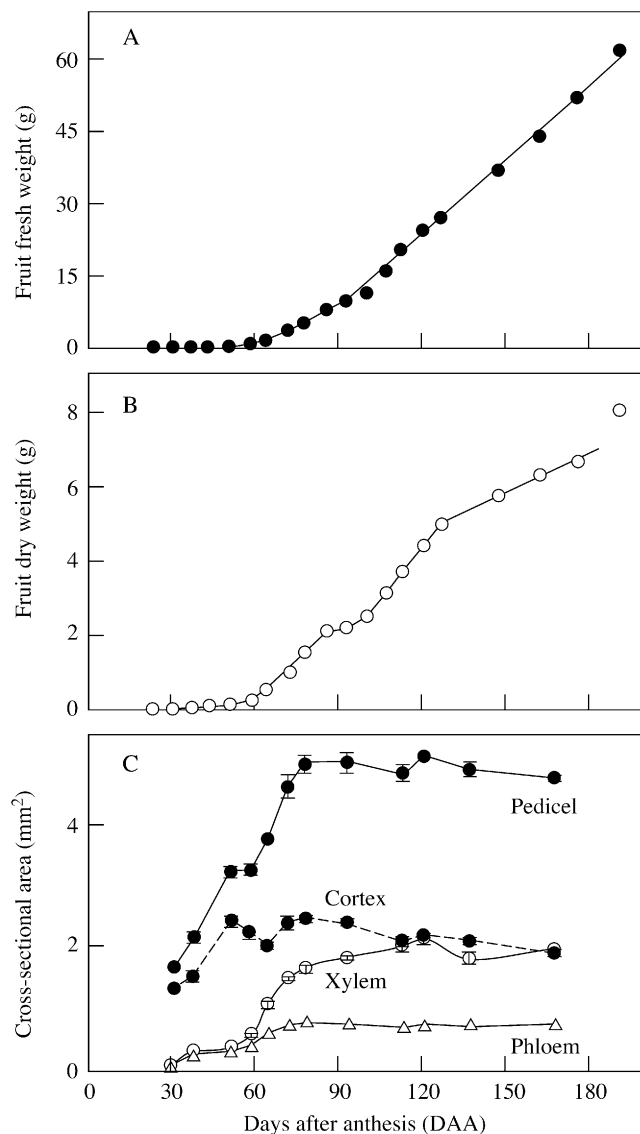 A
60
45
30
15
0
Fruit fresh weight (g)
B
8
6
4
2
0
Fruit dry weight (g)
C
4
2
0
Cross-sectional area (mm²)
Pedicel
Cortex
Xylem
Phloem
0 30 60 90 120 150 180
Days after anthesis (DAA)